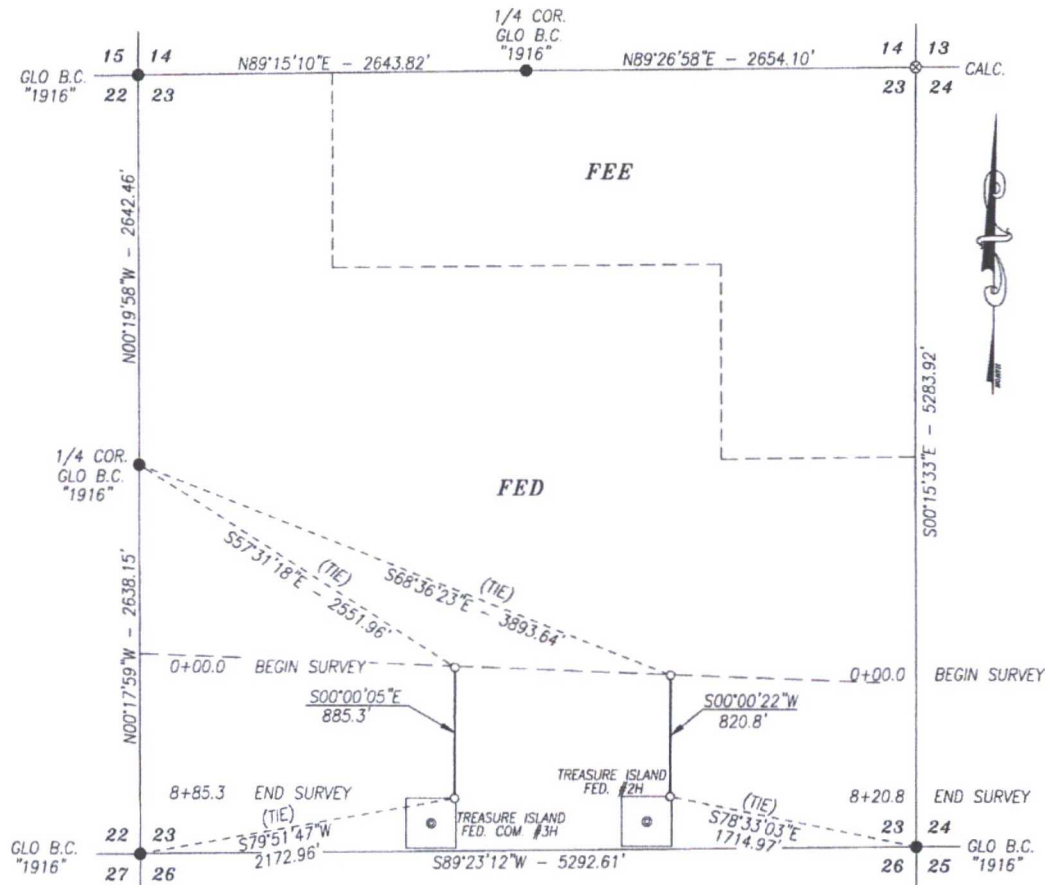 1/4 COR.
GLO B.C.
"1916"
15 14
14 13
N89°15'10"E - 2643.82'
N89°26'58"E - 2654.10'
GLO B.C.
"1916"
22 23
23 24
CALC.
FEE
N00°19'58"W - 2642.46'
S00°15'33"E - 5283.92'
1/4 COR.
GLO B.C.
"1916"
FED
(TIE)
S57°31'18"E - 2551.96'
(TIE)
S68°36'23"E - 3893.64'
N00°17'59"W - 2638.15'
0+00.0 BEGIN SURVEY
0+00.0 BEGIN SURVEY
S00°00'05"E
885.3'
S00°00'22"W
820.8'
8+85.3 END SURVEY
(TIE)
S79°51'47"W
2172.96'
TREASURE ISLAND
FED. COM. #3H
TREASURE ISLAND
FED. #2H
8+20.8 END SURVEY
(TIE)
S78°33'03"E
1714.97'
22 23
23 24
GLO B.C.
"1916"
27 26
S89°23'12"W - 5292.61'
26 25
GLO B.C.
"1916"